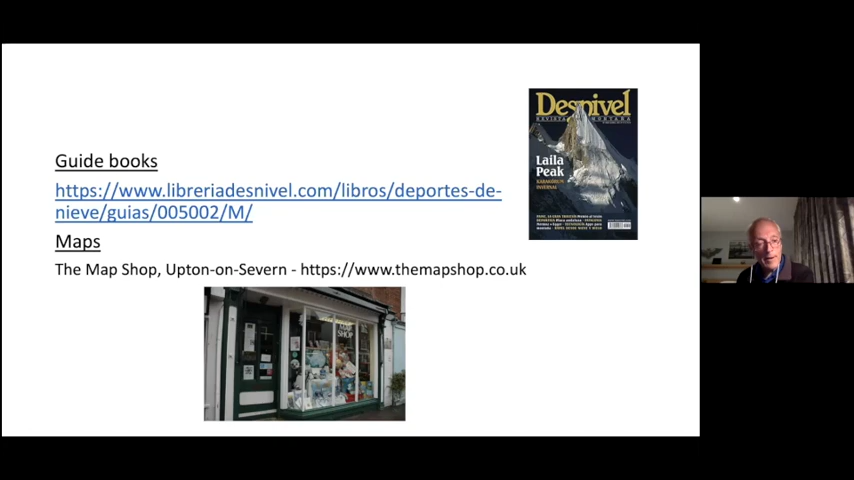 Guide books
https://www.libreriadesnivel.com/libros/deportes-de-
nieve/guias/005002/M/
Maps
The Map Shop, Upton-on-Severn - https://www.themapshop.co.uk
Desnivel
Laila
Peak
MAP
SHOP